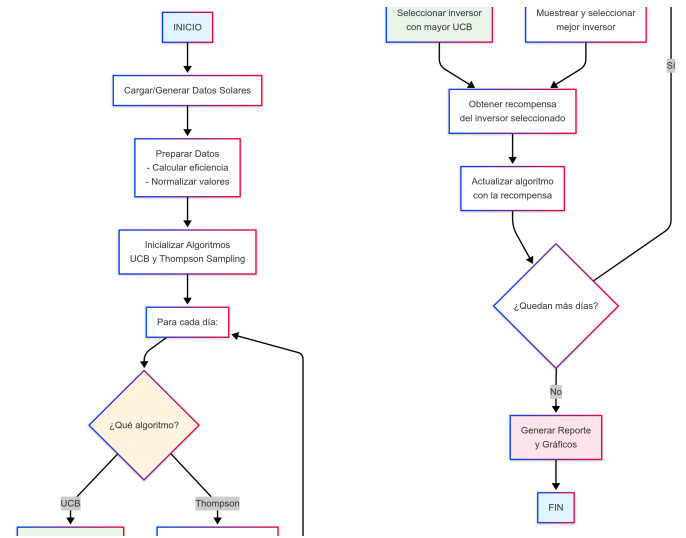 INICIO
Cargar/Generar Datos Solares
Preparar Datos
- Calcular eficiencia
- Normalizar valores
Inicializar Algoritmos
UCB y Thompson Sampling
Para cada día:
¿Qué algoritmo?
UCB
Thompson
Seleccionar inversor
con mayor UCB
Muestrear y seleccionar
mejor inversor
Sí
Obtener recompensa
del inversor seleccionado
Actualizar algoritmo
con la recompensa
¿Quedan más días?
No
Generar Reporte
y Gráficos
FIN